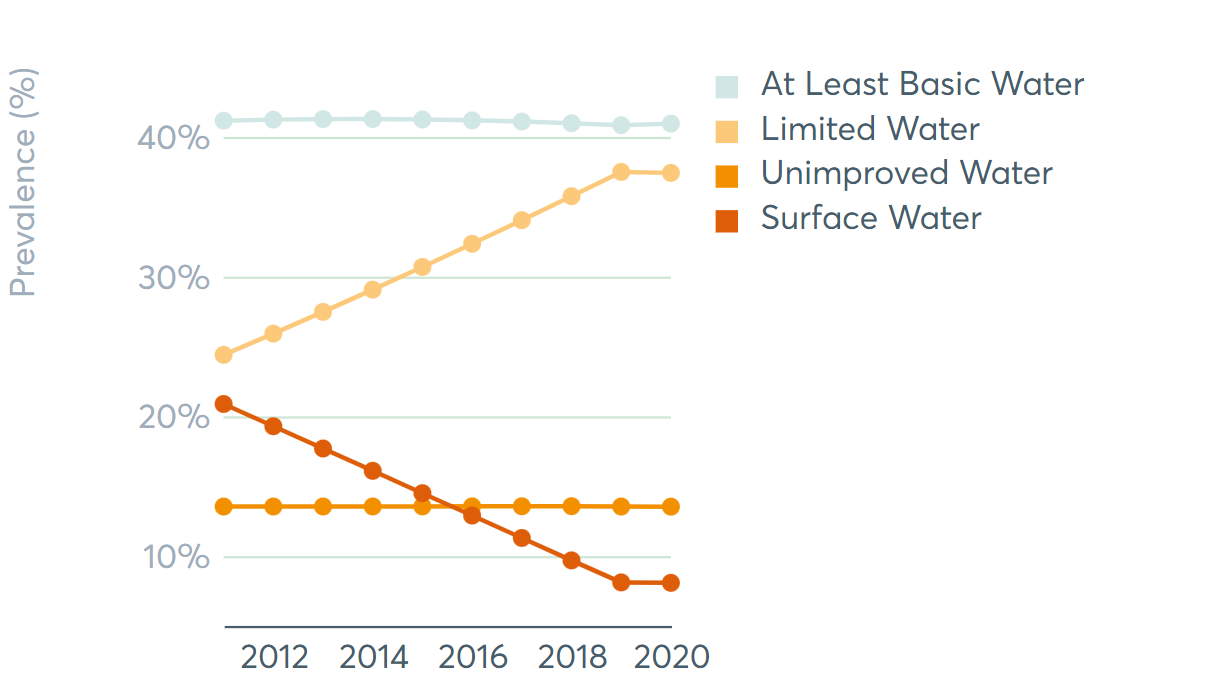 Prevalence (%)
40%
30%
20%
10%
2012 2014 2016 2018 2020
At Least Basic Water
Limited Water
Unimproved Water
Surface Water